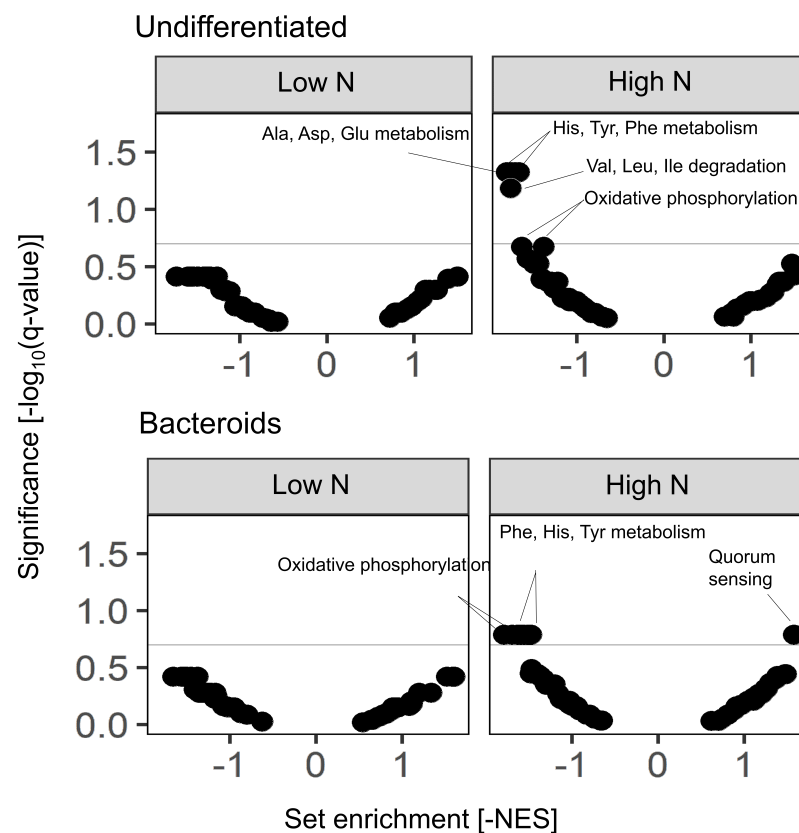 Undifferentiated
Low N
High N
Ala, Asp, Glu metabolism
His, Tyr, Phe metabolism
Val, Leu, Ile degradation
Oxidative phosphorylation
1.5
1.0
0.5
0.0
-1 0 1
-1 0 1
Significance [-log10(q-value)]
Bacteroids
Low N
High N
Phe, His, Tyr metabolism
Oxidative phosphorylaton
Quorum
sensing
1.5
1.0
0.5
0.0
-1 0 1
-1 0 1
Set enrichment [-NES]